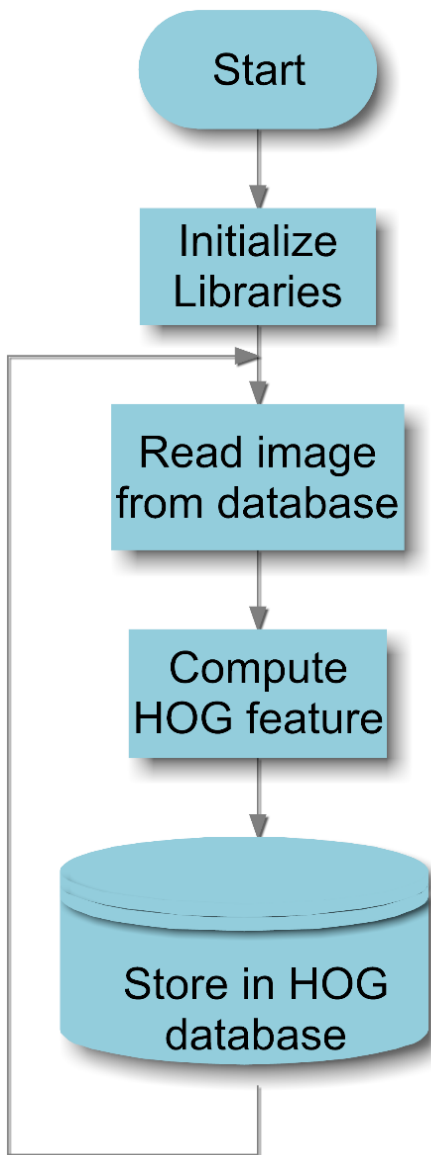 Start
Initialize
Libraries
Read image
from database
Compute
HOG feature
Store in HOG
database